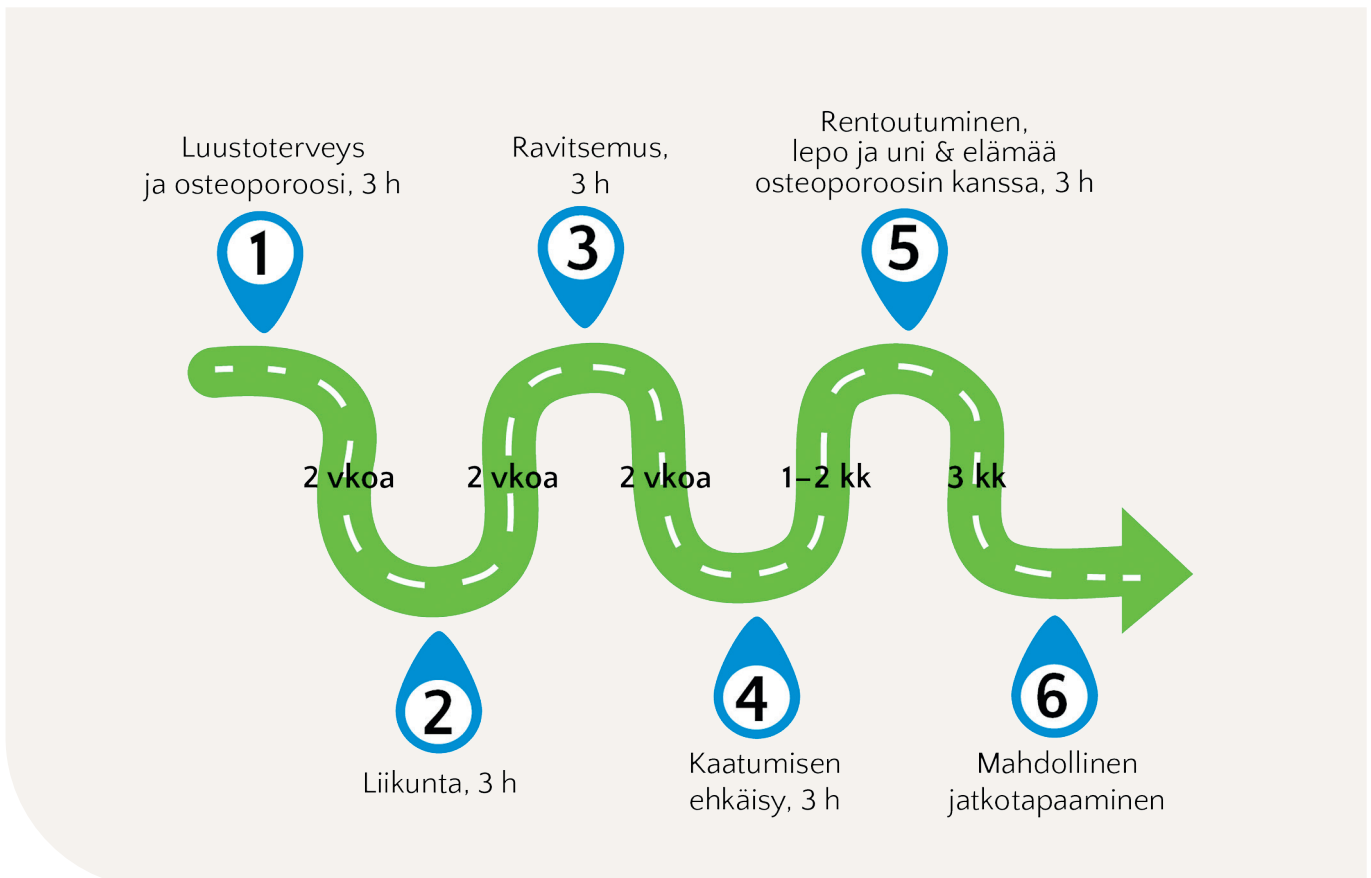 Luustoterveys
ja osteoporoosi, 3 h
1
Ravitsemus,
3 h
3
Rentoutuminen,
lepo ja uni & elämää
osteoporoosin kanssa, 3 h
5
2 vkoa
2 vkoa
2 vkoa
1–2 kk
3 kk
2
Liikunta, 3 h
4
Kaatumisen
ehkäisy, 3 h
6
Mahdollinen
jatkotapaaminen